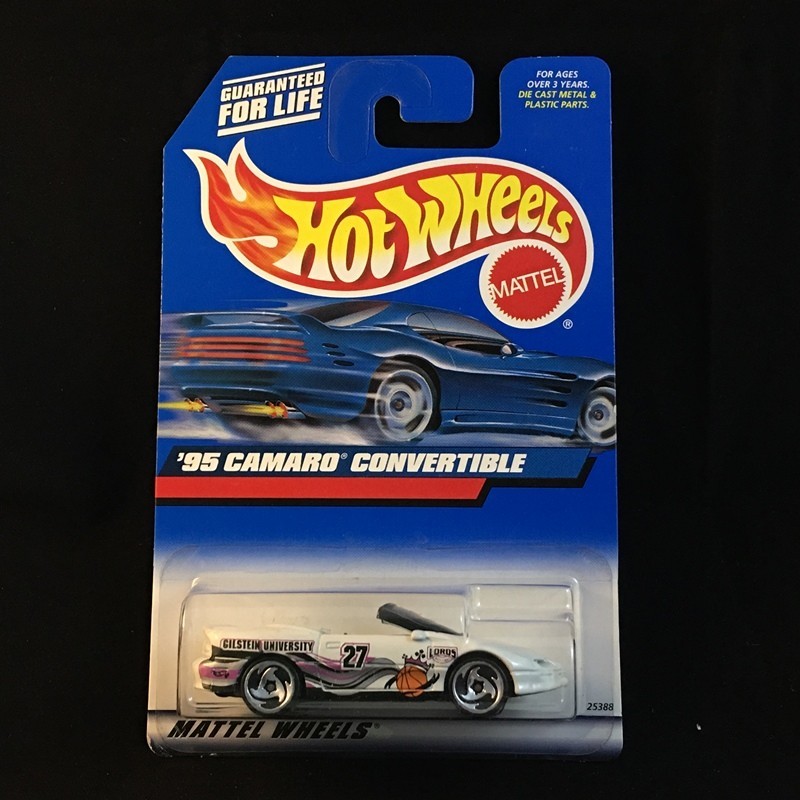 GUARANTEED
FOR LIFE
FOR AGES
OVER 3 YEARS.
DIE CAST METAL &
PLASTIC PARTS.
HOT WHEELS
MATTEL
®
'95 CAMARO® CONVERTIBLE
GILSTEIN UNIVERSITY
27
LORDS
25388
MATTEL WHEELS®